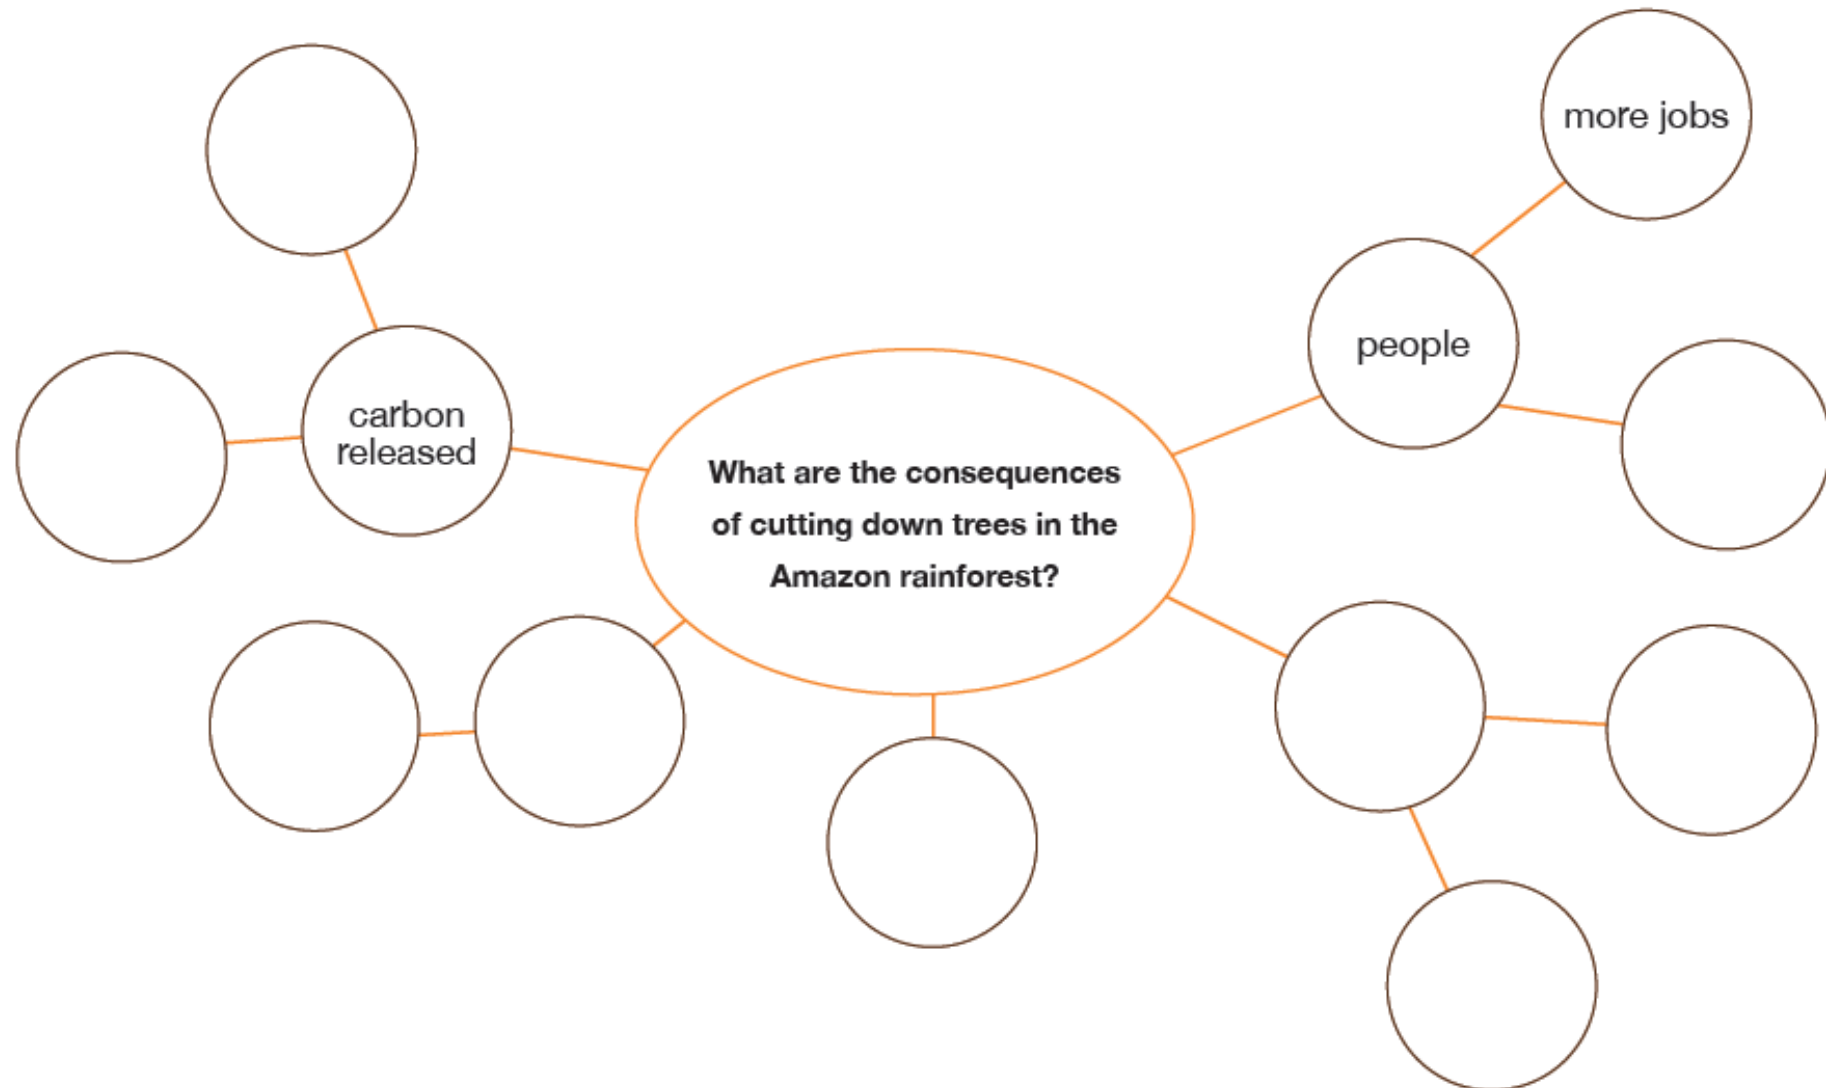 more jobs
people
carbon
released
What are the consequences
of cutting down trees in the
Amazon rainforest?